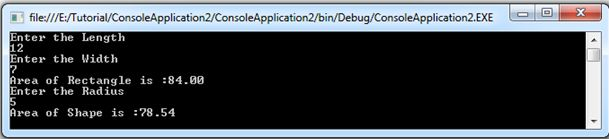 file:///E:/Tutorial/ConsoleApplication2/ConsoleApplication2/bin/Debug/ConsoleApplication2.EXE
Enter the Length
12
Enter the Width
7
Area of Rectangle is :84.00
Enter the Radius
5
Area of Shape is :78.54